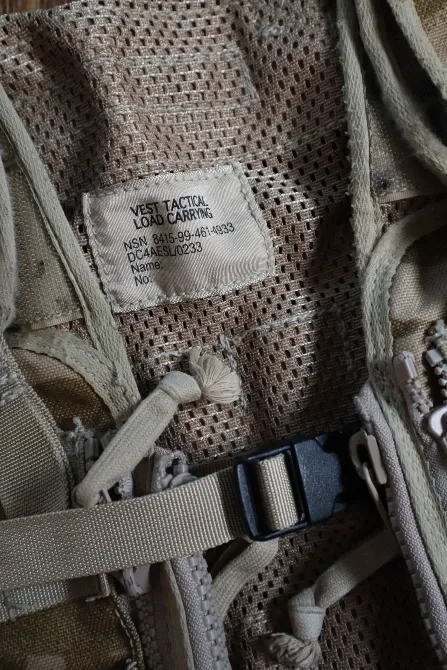 VEST TACTICAL
LOAD CARRYING
NSN 8415-99-461-4933
DC4AESL/0233
Name:
No: